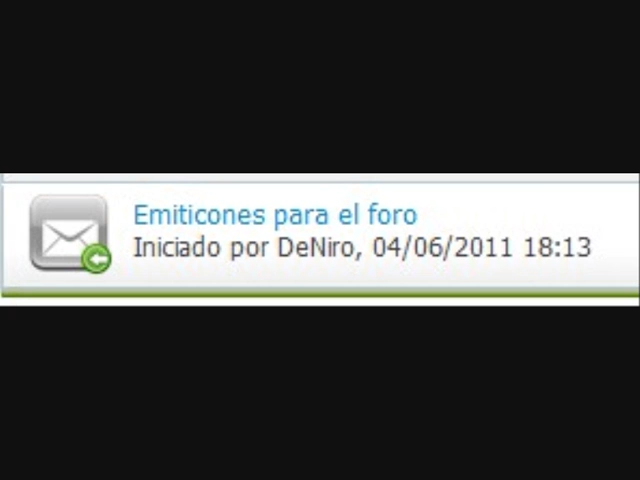 Emiticones para el foro
Iniciado por DeNiro, 04/06/2011 18:13